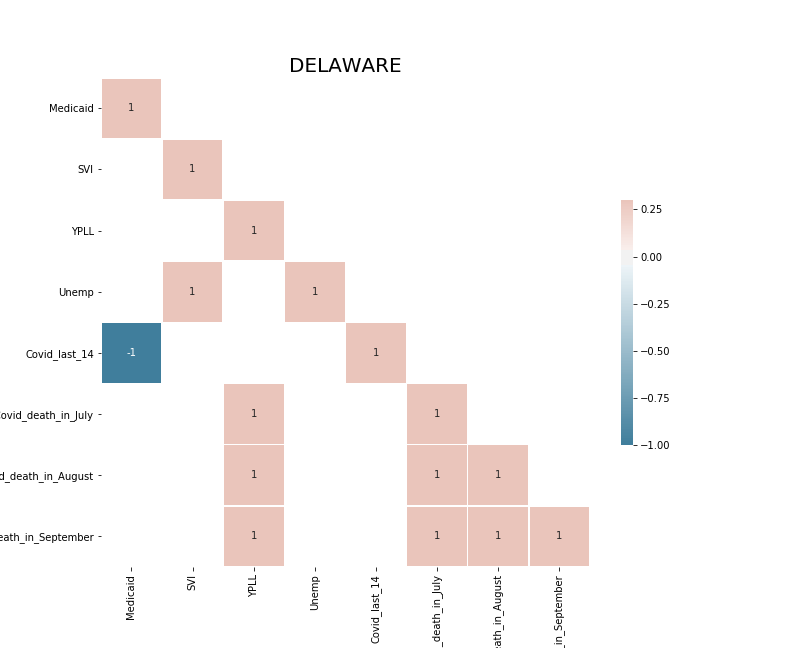 DELAWARE
Medicaid 1
SVI 1
0.25
YPLL 1
0.00
Unemp 1 1
−0.25
Covid_last_14 -1 1
−0.50
−0.75
ovid_death_in_July 1 1
−1.00
d_death_in_August 1 1 1
eath_in_September 1 1 1 1
Medicaid
SVI
YPLL
Unemp
Covid_last_14
_death_in_July
eath_in_August
_in_September